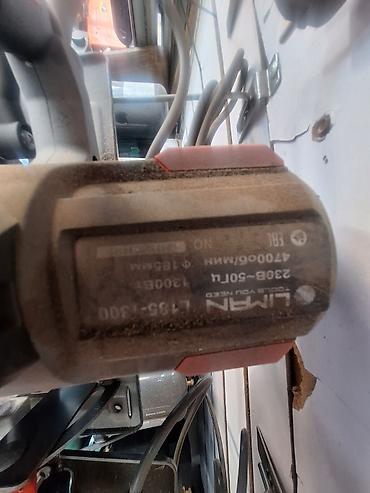 LIMAN
TOOLS YOU NEED
L185-1300
230В~50Гц 1300Вт
4700об/мин Ф185мм
EAC NO